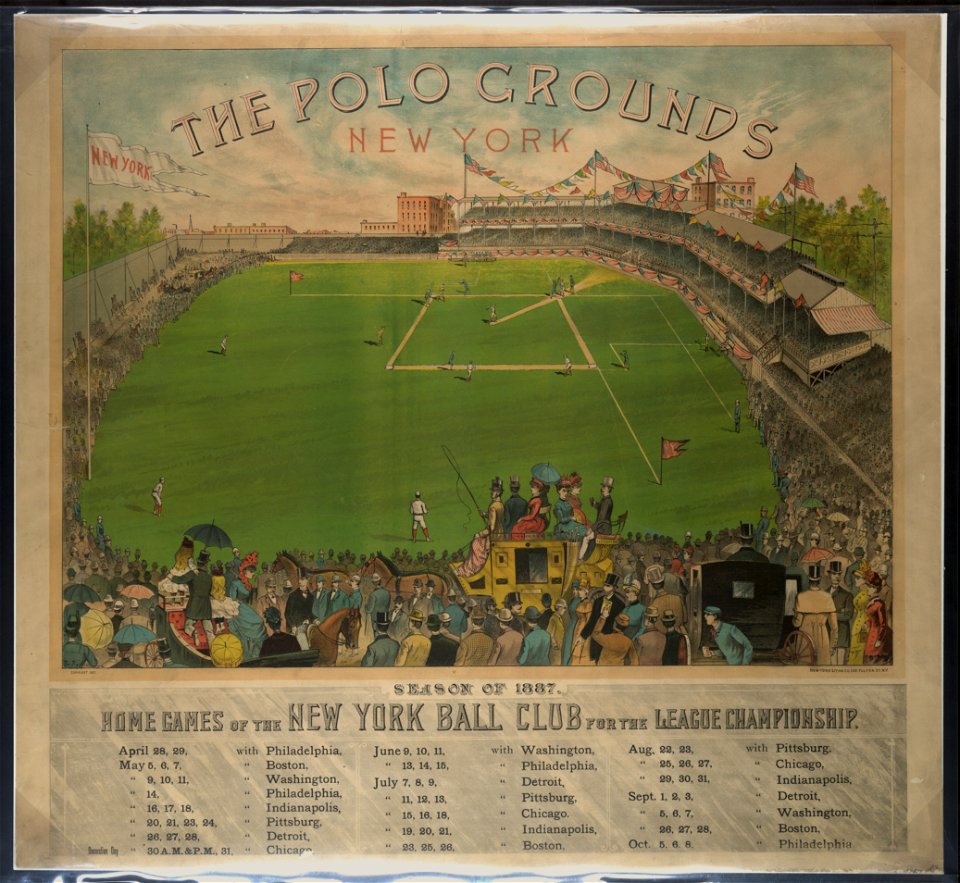 THE POLO GROUNDS
NEW YORK
NEW YORK
COPYRIGHT 1887.
SEASON OF 1887.
HOME GAMES OF THE NEW YORK BALL CLUB FOR THE LEAGUE CHAMPIONSHIP.
April 28, 29, with Philadelphia,
May 5, 6, 7, " Boston,
" 9, 10, 11, " Washington,
" 14, " Philadelphia,
" 16, 17, 18, " Indianapolis,
" 20, 21, 23, 24, " Pittsburg,
" 26, 27, 28, " Detroit,
Decoration Day " 30 A.M. & P.M., 31, " Chicago,
June 9, 10, 11, with Washington,
" 13, 14, 15, " Philadelphia,
July 7, 8, 9, " Detroit,
" 11, 12, 13, " Pittsburg,
" 15, 16, 18, " Chicago.
" 19, 20, 21, " Indianapolis,
" 23, 25, 26, " Boston.
Aug. 22, 23, with Pittsburg.
" 25, 26, 27, " Chicago,
" 29, 30, 31, " Indianapolis,
Sept. 1, 2, 3, " Detroit,
" 5, 6, 7, " Washington,
" 26, 27, 28, " Boston.
Oct. 5, 6. 8, " Philadelphia